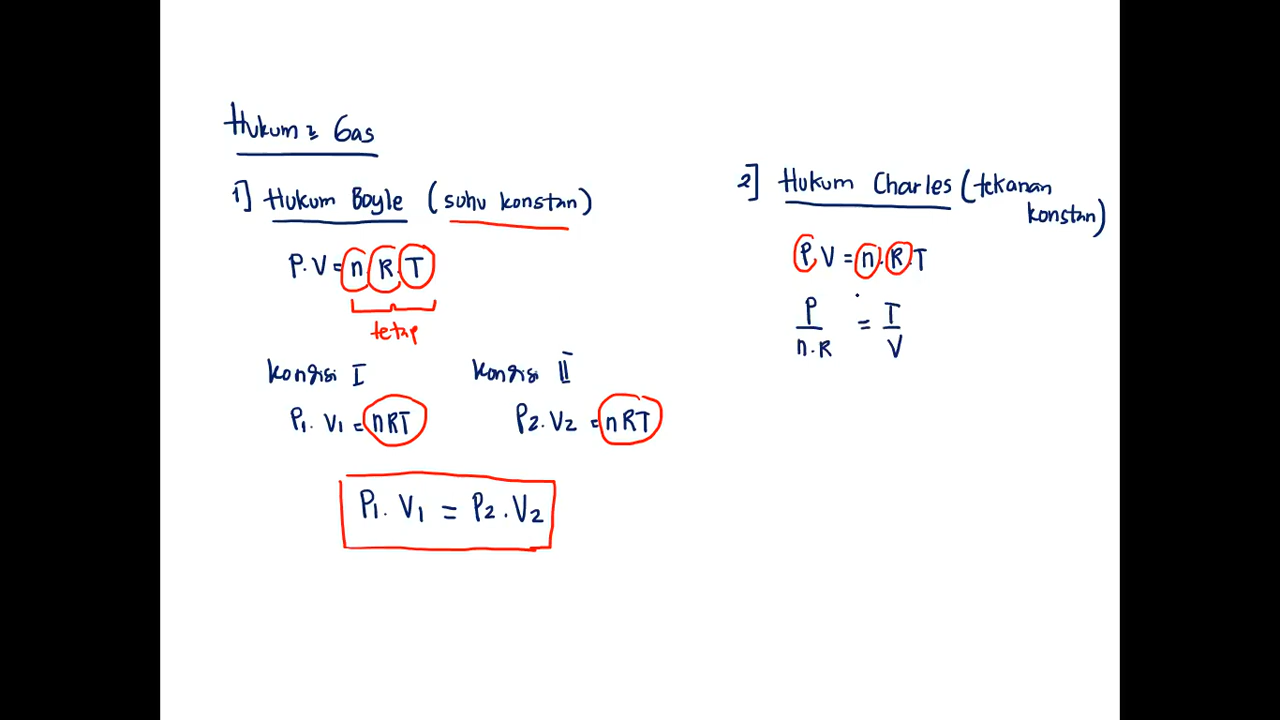 Hukum2 Gas
1] Hukum Boyle (suhu konstan)
P.V = n.R.T
tetap
Kondisi I
Kondisi II
P1. V1 = nRT
P2. V2 = nRT
P1. V1 = P2. V2
2] Hukum Charles (tekanan
konstan)
P V = n.R.T
P/n.R = T/V